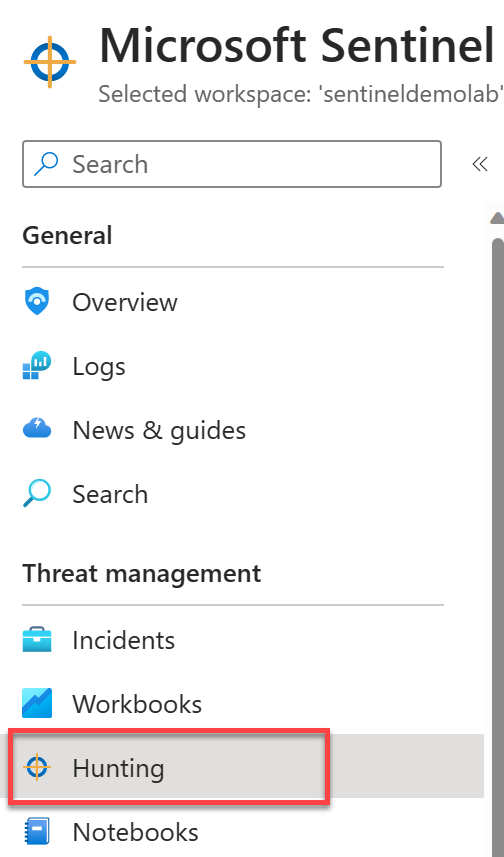 Microsoft Sentinel
Selected workspace: 'sentineldemolab'
Search
«
General
Overview
Logs
News & guides
Search
Threat management
Incidents
Workbooks
Hunting
Notebooks